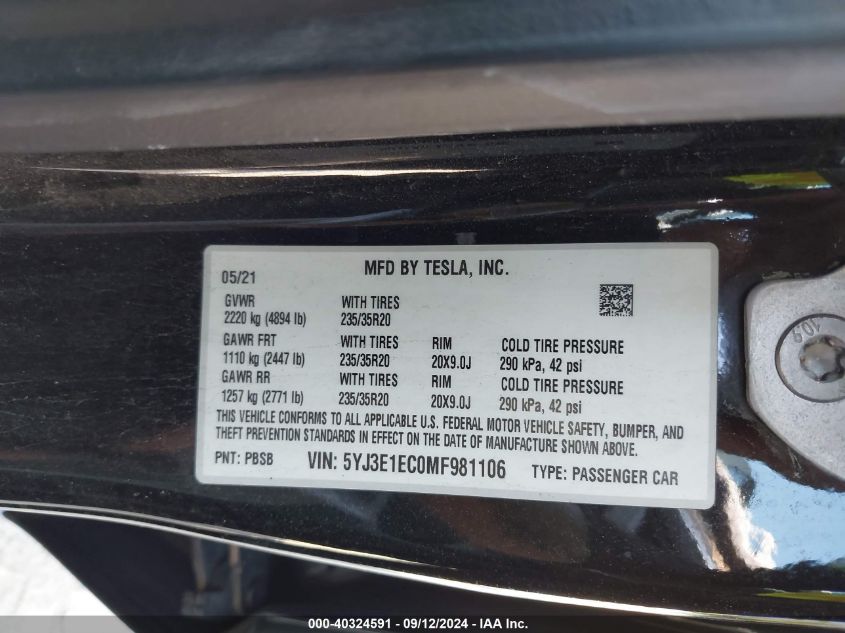 MFD BY TESLA, INC.
05/21
GVWR WITH TIRES
2220 kg (4894 lb) 235/35R20
GAWR FRT WITH TIRES RIM COLD TIRE PRESSURE
1110 kg (2447 lb) 235/35R20 20X9.0J 290 kPa, 42 psi
GAWR RR WITH TIRES RIM COLD TIRE PRESSURE
1257 kg (2771 lb) 235/35R20 20X9.0J 290 kPa, 42 psi
THIS VEHICLE CONFORMS TO ALL APPLICABLE U.S. FEDERAL MOTOR VEHICLE SAFETY, BUMPER, AND
THEFT PREVENTION STANDARDS IN EFFECT ON THE DATE OF MANUFACTURE SHOWN ABOVE.
PNT: PBSB VIN: 5YJ3E1EC0MF981106 TYPE: PASSENGER CAR
109
000-40324591 - 09/12/2024 - IAA Inc.